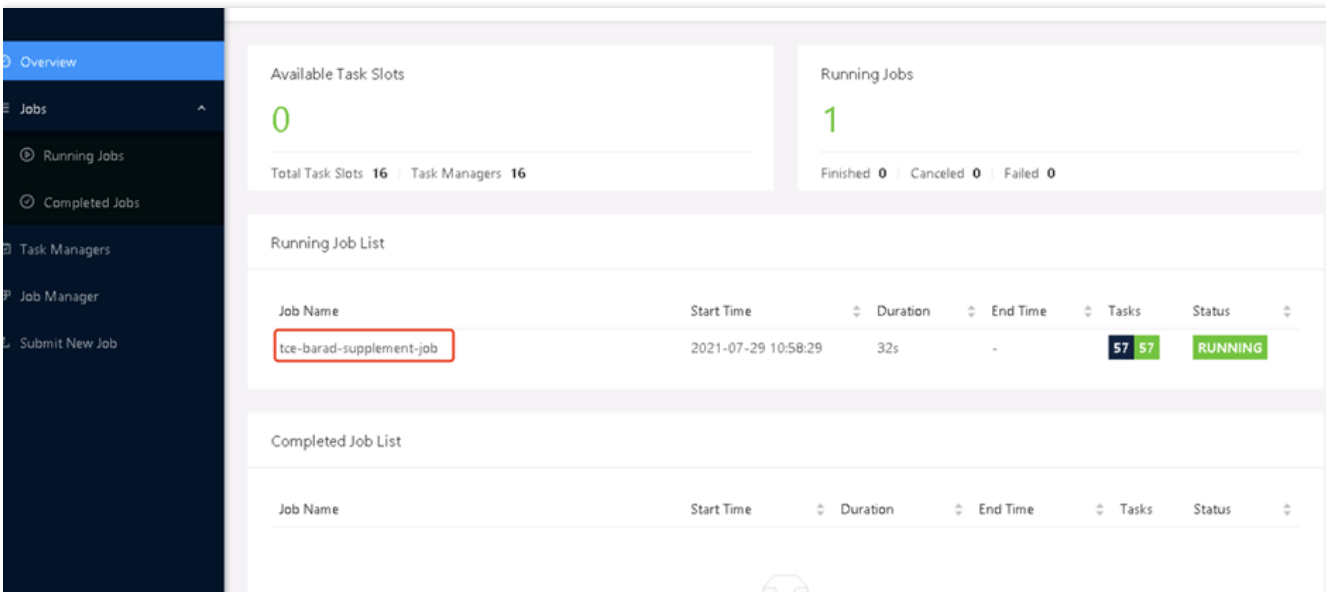 Overview
Jobs
Running Jobs
Completed Jobs
Task Managers
Job Manager
Submit New Job
Available Task Slots
0
Total Task Slots 16 Task Managers 16
Running Jobs
1
Finished 0 Canceled 0 Failed 0
Running Job List
Job Name Start Time Duration End Time Tasks Status
tce-barad-supplement-job 2021-07-29 10:58:29 32s - 57 57 RUNNING
Completed Job List
Job Name Start Time Duration End Time Tasks Status